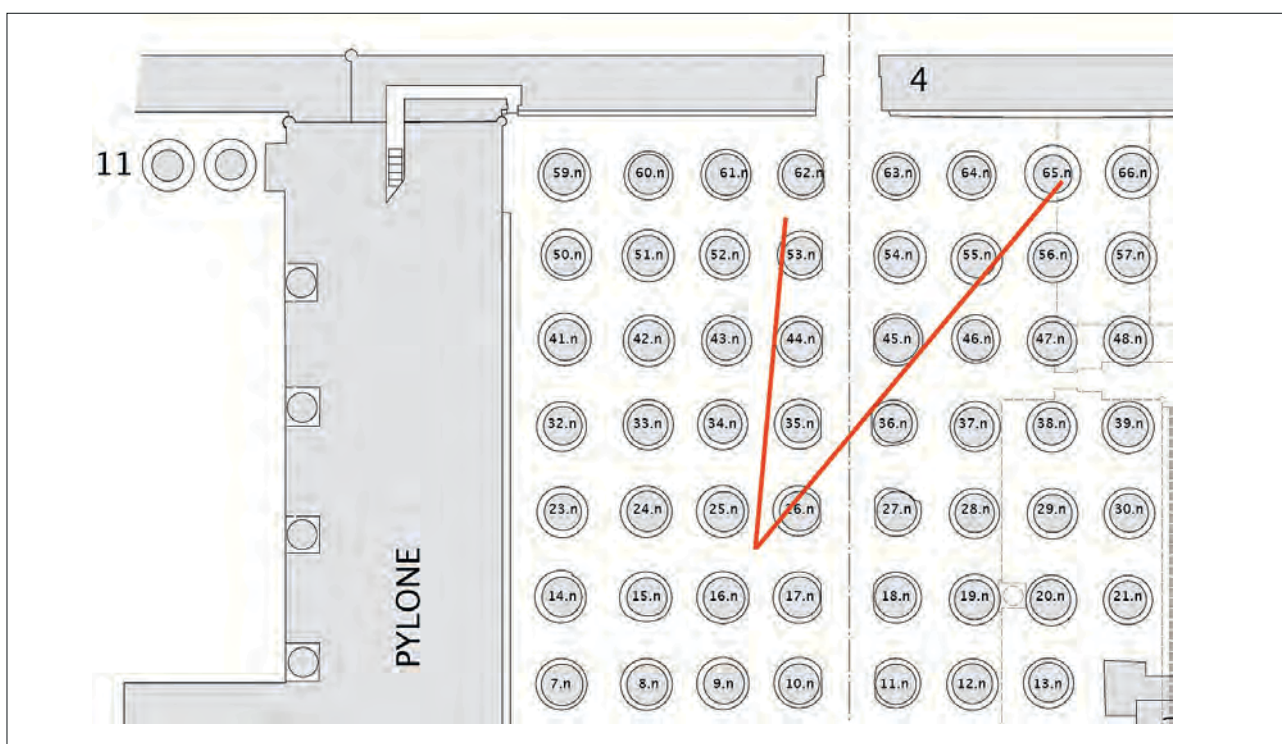 4
11
59.n 60.n 61.n 62.n 63.n 64.n 65.n 66.n
50.n 51.n 52.n 53.n 54.n 55.n 56.n 57.n
41.n 42.n 43.n 44.n 45.n 46.n 47.n 48.n
32.n 33.n 34.n 35.n 36.n 37.n 38.n 39.n
23.n 24.n 25.n 26.n 27.n 28.n 29.n 30.n
PYLONE
14.n 15.n 16.n 17.n 18.n 19.n 20.n 21.n
7.n 8.n 9.n 10.n 11.n 12.n 13.n